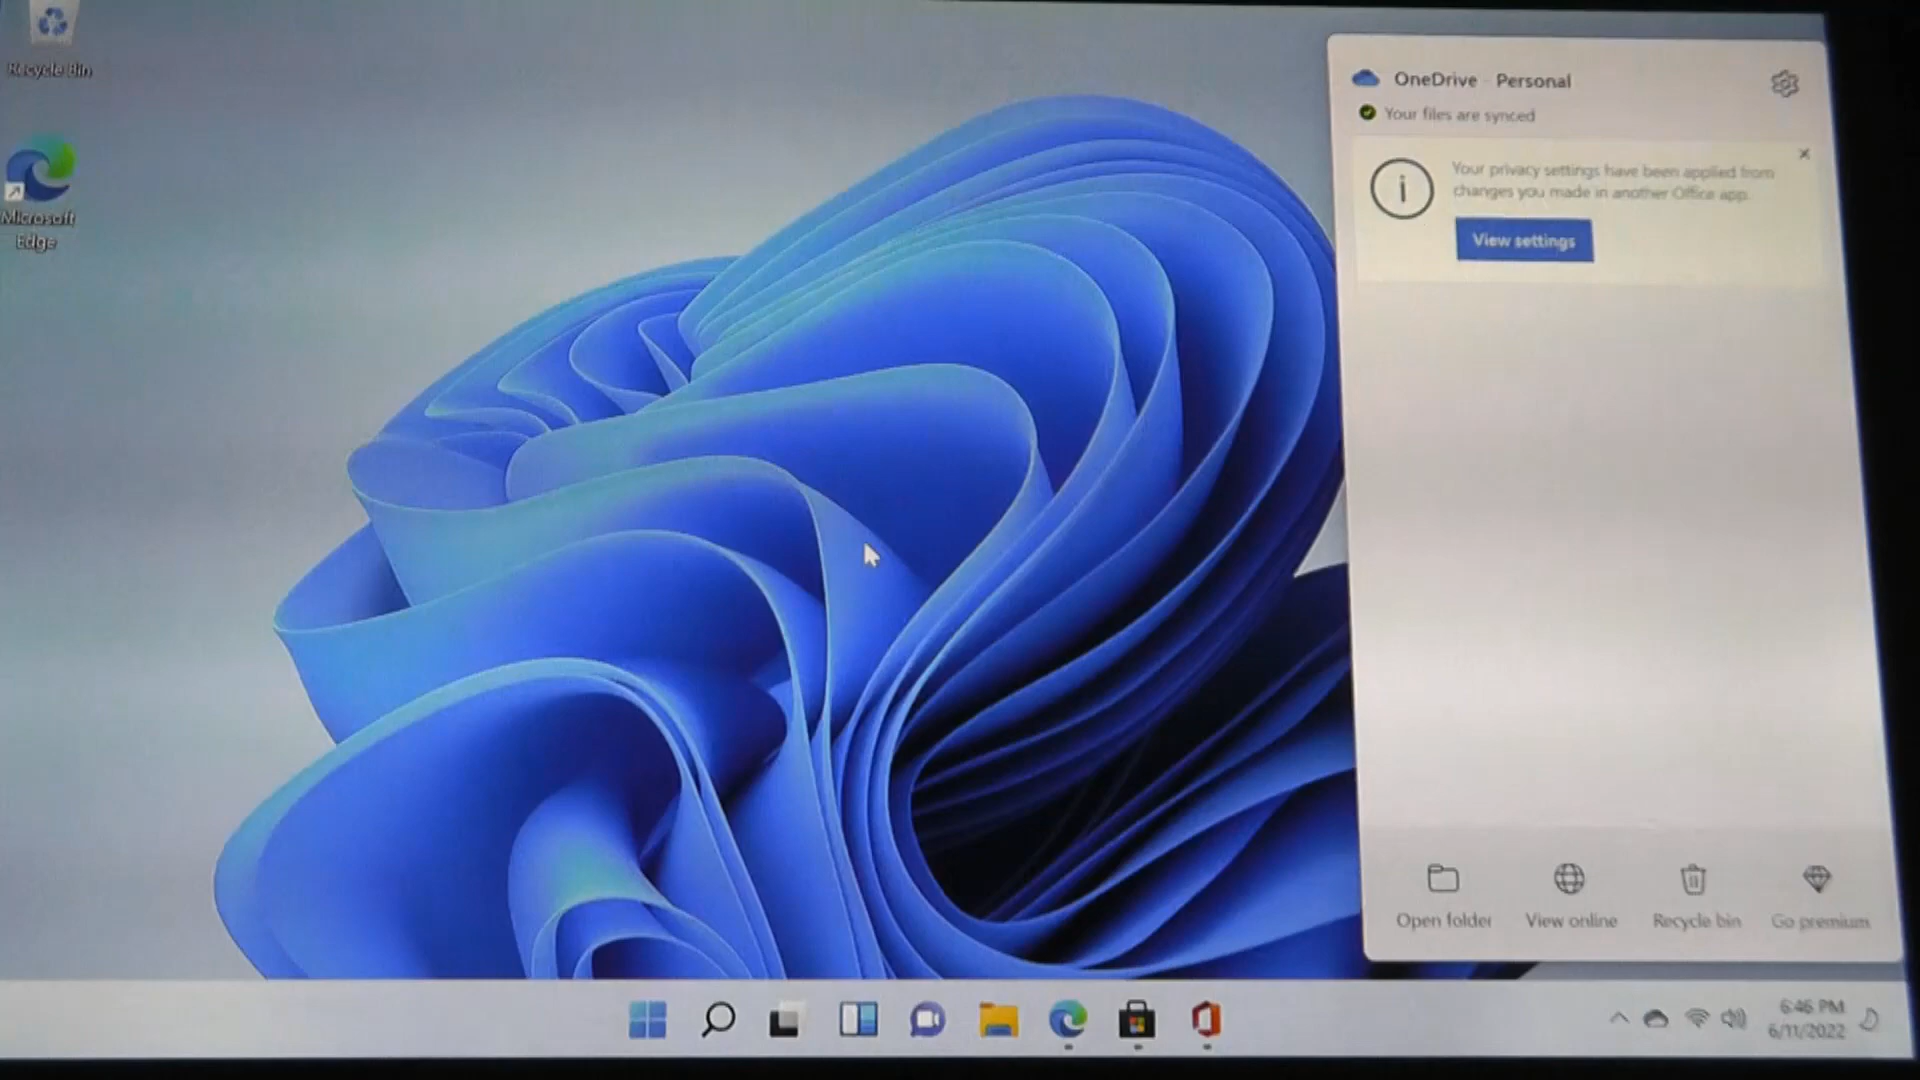 Recycle Bin
Microsoft
Edge
OneDrive - Personal
Your files are synced
Your privacy settings have been applied from
changes you made in another Office app.
View settings
Open folder
View online
Recycle bin
Go premium
6:46 PM
6/11/2022